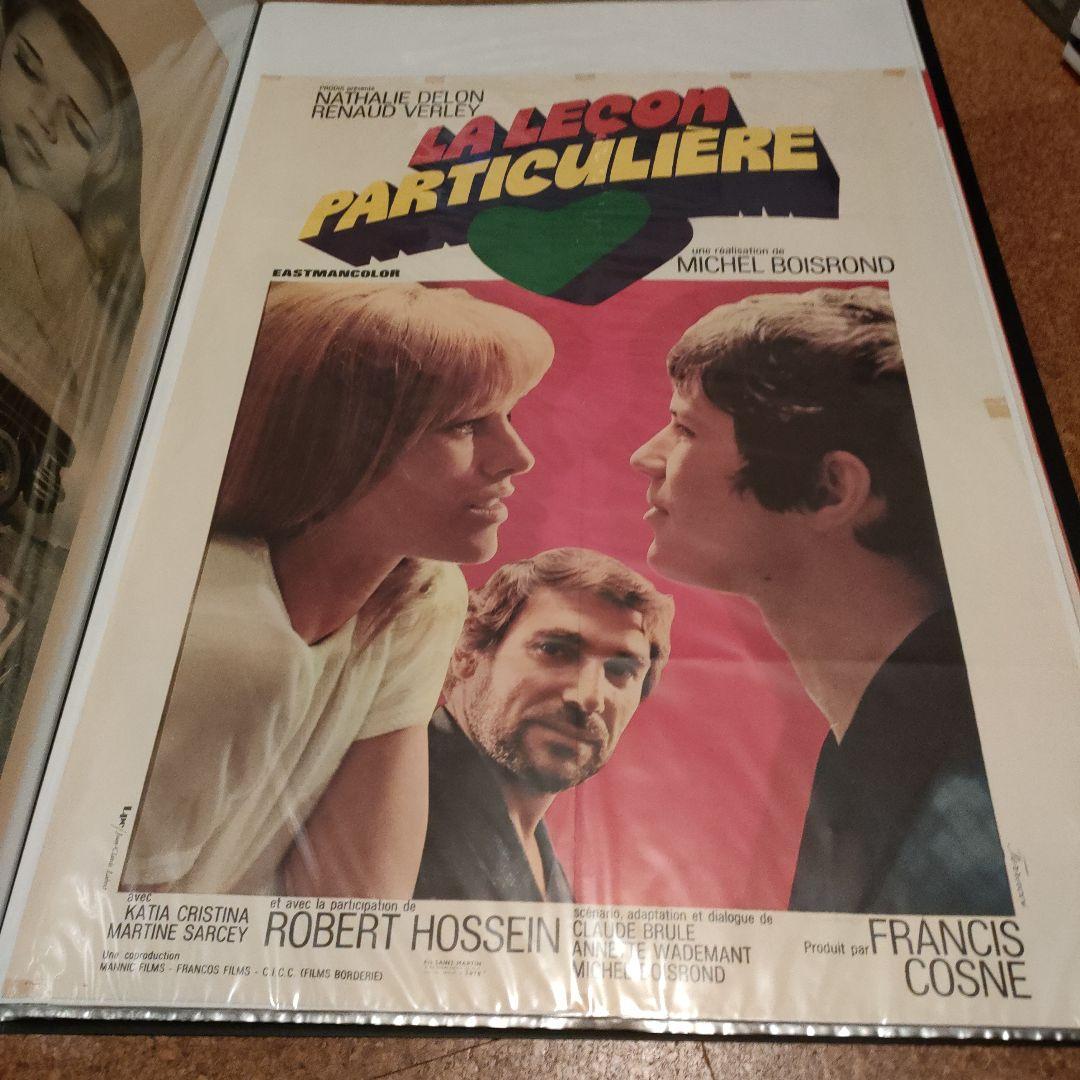 PRODIS présente
NATHALIE DELON
RENAUD VERLEY
LA LEÇON
PARTICULIÈRE
EASTMANCOLOR
une réalisation de
MICHEL BOISROND
avec
KATIA CRISTINA
MARTINE SARCEY
et avec la participation de
ROBERT HOSSEIN
scénario, adaptation et dialogue de
CLAUDE BRULE
ANNETTE WADEMANT
MICHEL BOISROND
Produit par FRANCIS
COSNE
Une coproduction
MANNIC FILMS - FRANCOS FILMS - C.I.C.C. (FILMS BORDERIE)